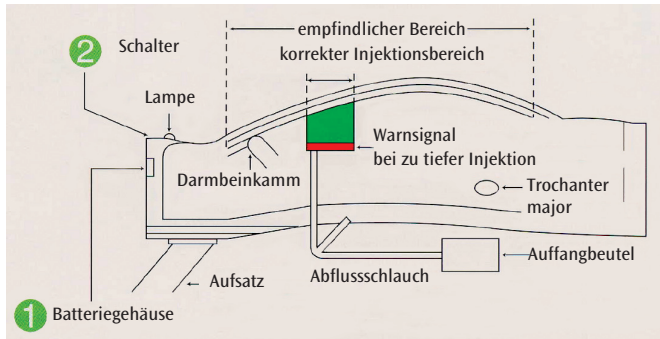 empfindlicher Bereich
korrekter Injektionsbereich
2 Schalter
Lampe
Warnsignal
bei zu tiefer Injektion
Darmbeinkamm
Trochanter
major
Auffangbeutel
Abflussschlauch
Aufsatz
1 Batteriegehäuse